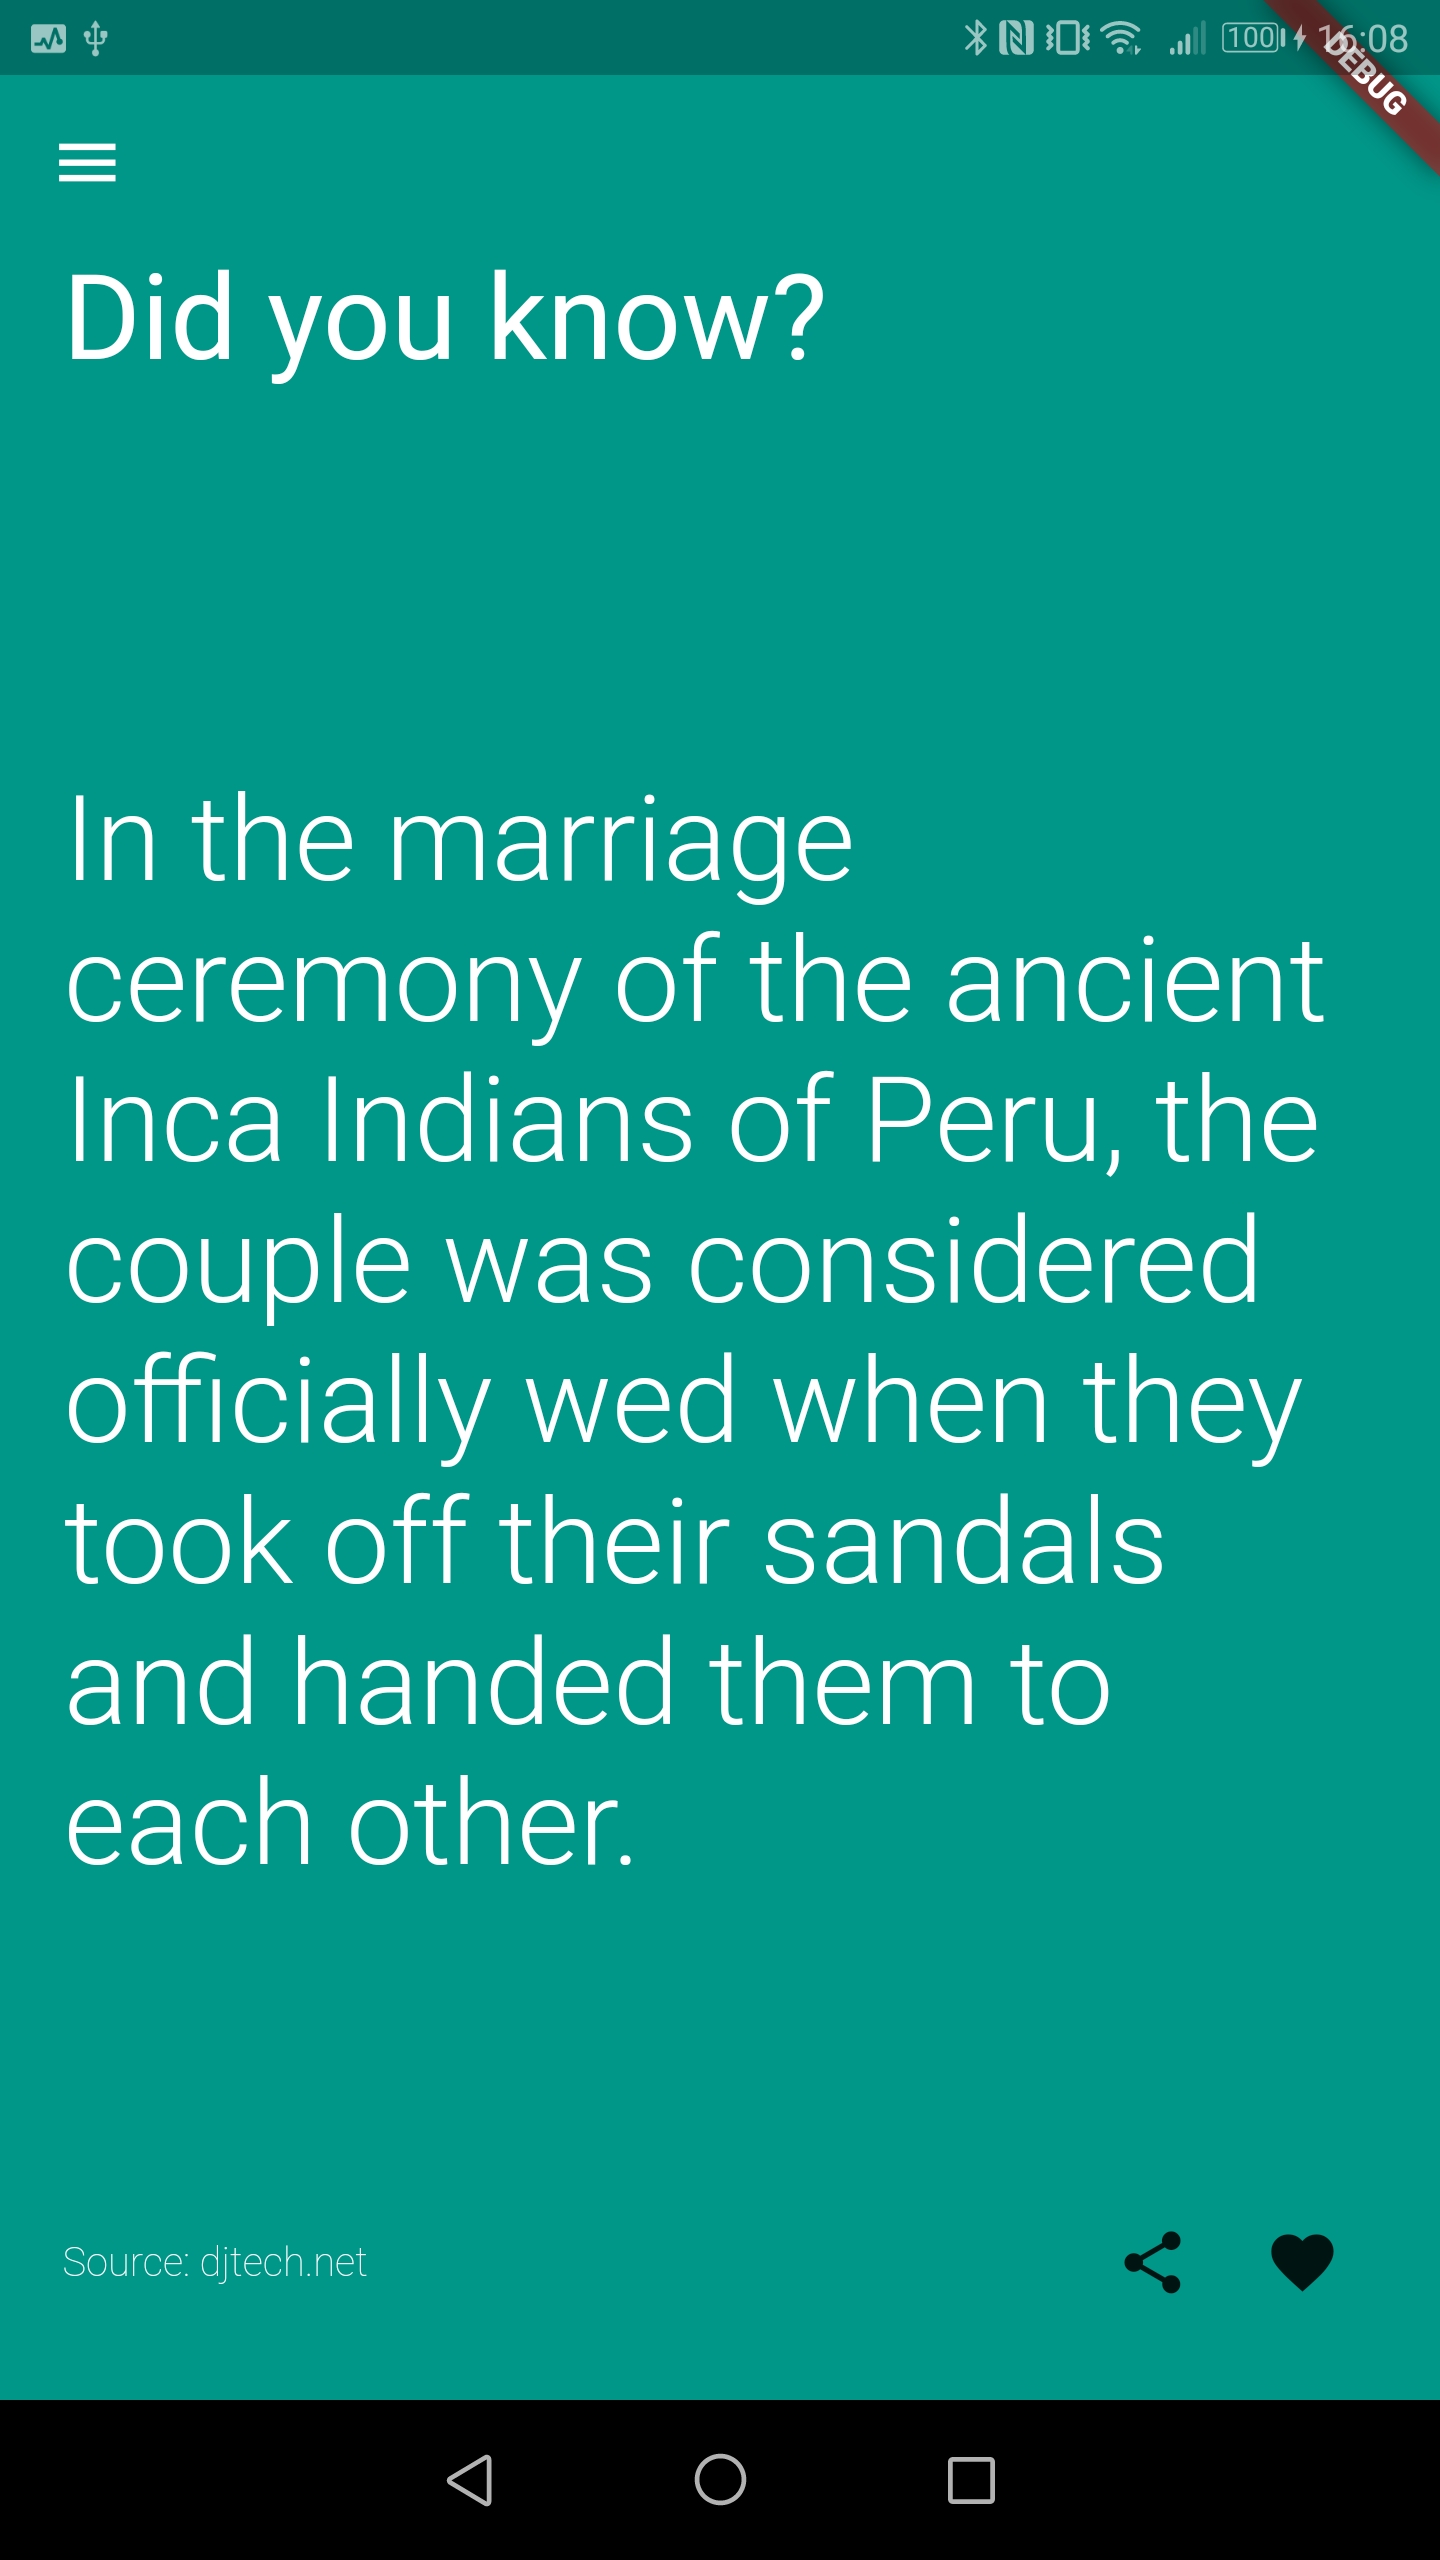 100 16:08
DEBUG
Did you know?
In the marriage
ceremony of the ancient
Inca Indians of Peru, the
couple was considered
officially wed when they
took off their sandals
and handed them to
each other.
Source: djtech.net